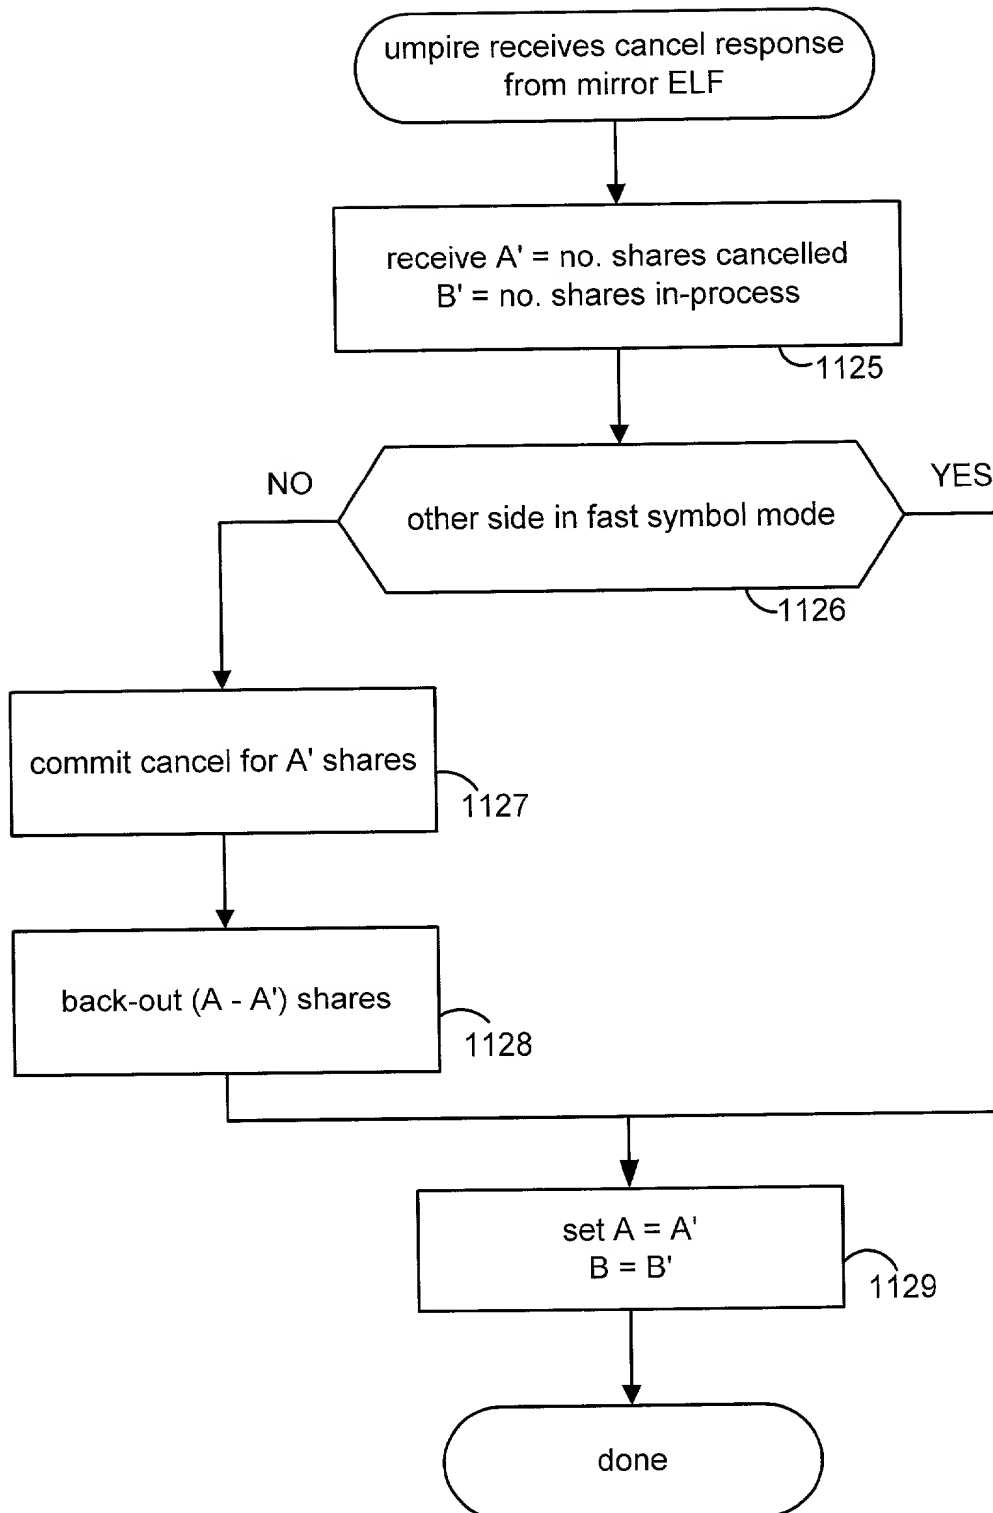 umpire receives cancel response
from mirror ELF
receive A' = no. shares cancelled
B' = no. shares in-process
1125
NO
YES
other side in fast symbol mode
1126
commit cancel for A' shares
1127
back-out (A - A') shares
1128
set A = A'
B = B'
1129
done